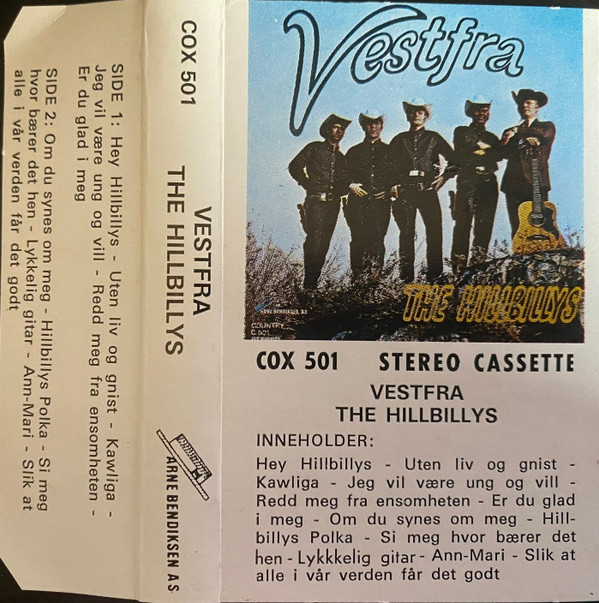 SIDE 2: Om du synes om meg - Hillbillys Polka - Si meg
hvor bærer det hen - Lykkelig gitar - Ann-Mari - Slik at
alle i vår verden får det godt
SIDE 1: Hey Hillbillys - Uten liv og gnist - Kawliga -
Jeg vil være ung og vill - Redd meg fra ensomheten -
Er du glad i meg
COX 501
VESTFRA
THE HILLBILLYS
ARNE BENDIKSEN A S
Vestfra
THE HILLBILLYS
ARNE BENDIKSEN A/S
COUNTRY
COX 501 STEREO CASSETTE
VESTFRA
THE HILLBILLYS
INNEHOLDER:
Hey Hillbillys - Uten liv og gnist -
Kawliga - Jeg vil være ung og vill -
Redd meg fra ensomheten - Er du glad
i meg - Om du synes om meg - Hill-
billys Polka - Si meg hvor bærer det
hen - Lykkkelig gitar - Ann-Mari - Slik at
alle i vår verden får det godt